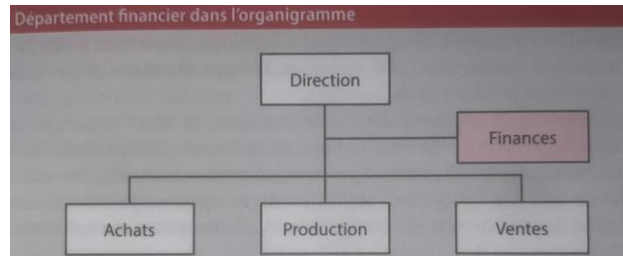 Département financier dans l'organigramme
Direction
Finances
Achats
Production
Ventes